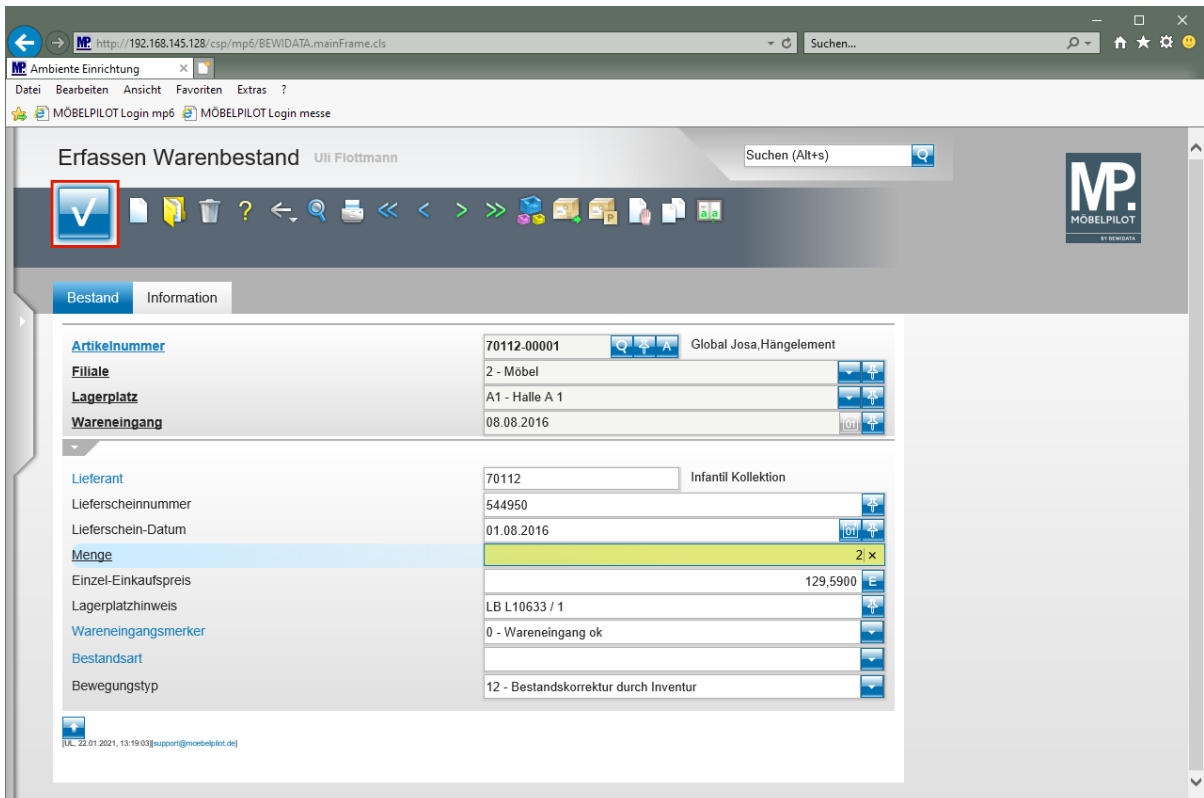 http://192.168.145.128/csp/mp6/BEWIDATA.mainFrame.cls
Suchen...
MP. Ambiente Einrichtung
Datei Bearbeiten Ansicht Favoriten Extras ?
MÖBELPILOT Login mp6 MÖBELPILOT Login messe
Erfassen Warenbestand Uli Flottmann
Suchen (Alt+s)
MP.
MÖBELPILOT
BY BEWIDATA
Bestand Information
Artikelnummer 70112-00001 Q A Global Josa,Hängelement
Filiale 2 - Möbel
Lagerplatz A1 - Halle A 1
Wareneingang 08.08.2016 01
Lieferant 70112 Infantil Kollektion
Lieferscheinnummer 544950
Lieferschein-Datum 01.08.2016 01
Menge 2 ×
Einzel-Einkaufspreis 129,5900 E
Lagerplatzhinweis LB L10633 / 1
Wareneingangsmerker 0 - Wareneingang ok
Bestandsart
Bewegungstyp 12 - Bestandskorrektur durch Inventur
[UL, 22.01.2021, 13:19:03][support@moebelpilot.de]